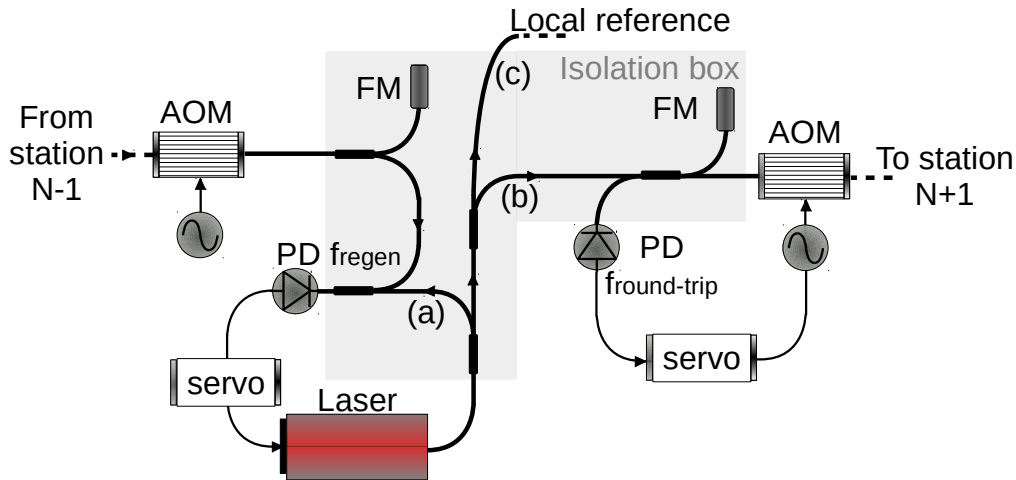 Local reference
(c)
Isolation box
FM
FM
AOM
AOM
From
station
N-1
To station
N+1
(b)
PD
fregen
PD
fround-trip
(a)
servo
servo
Laser